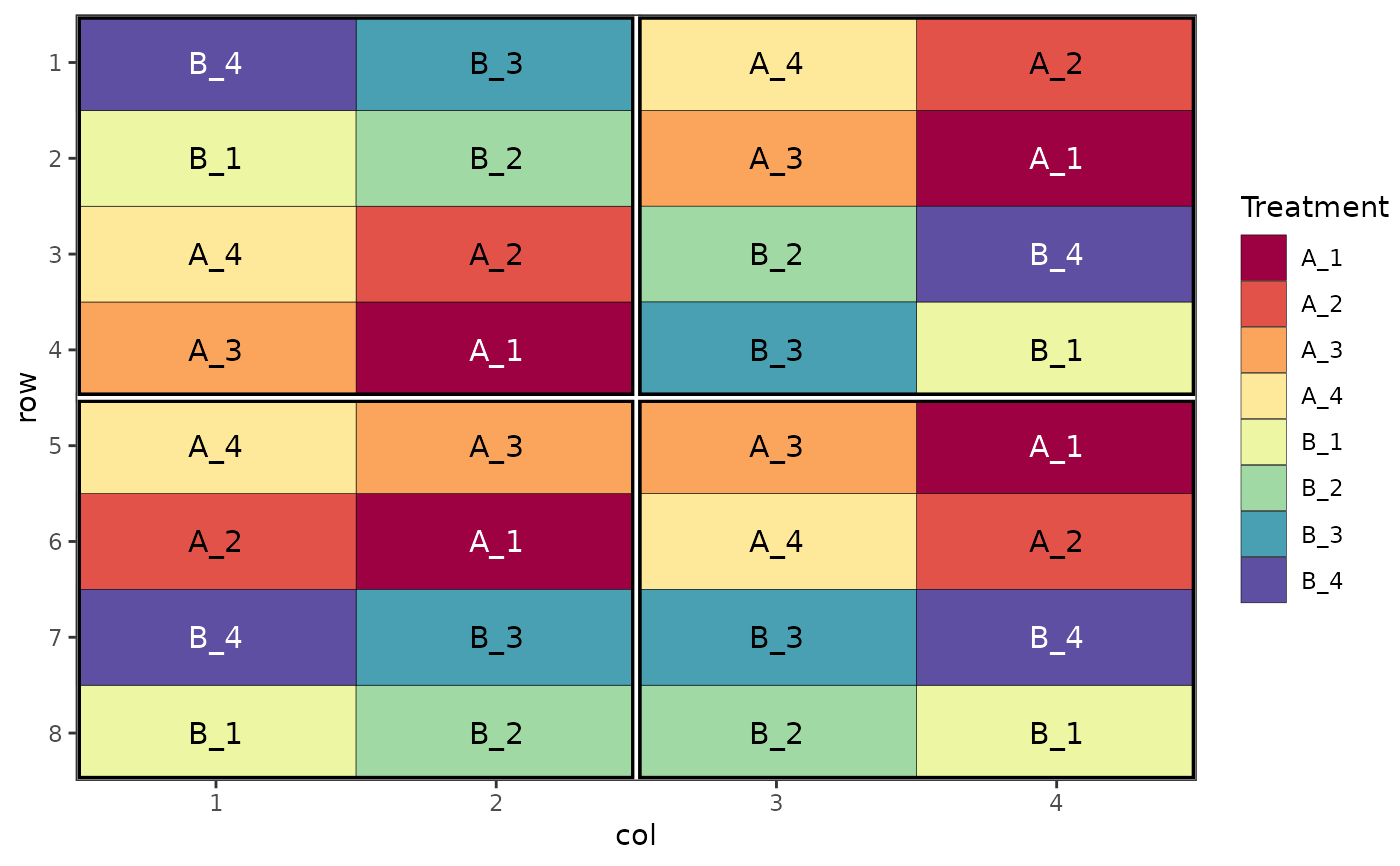 1 B_4 B_3 A_4 A_2
2 B_1 B_2 A_3 A_1
3 A_4 A_2 B_2 B_4
4 A_3 A_1 B_3 B_1
row
5 A_4 A_3 A_3 A_1
6 A_2 A_1 A_4 A_2
7 B_4 B_3 B_3 B_4
8 B_1 B_2 B_2 B_1
1 2 3 4
col
Treatment
A_1
A_2
A_3
A_4
B_1
B_2
B_3
B_4